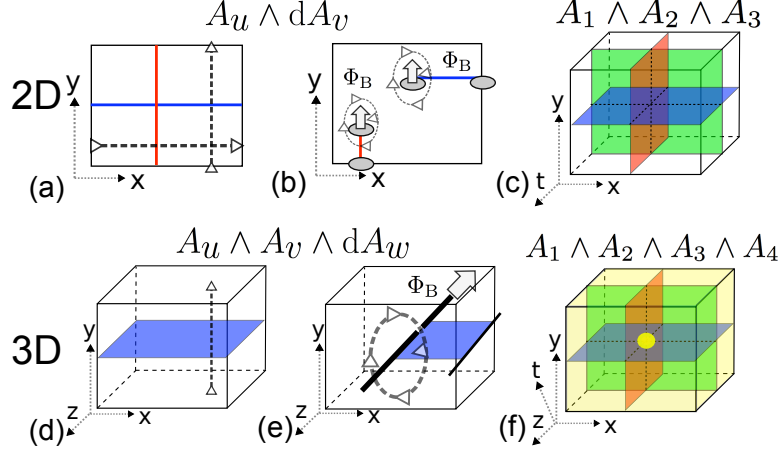 A_u ∧ dA_v
A_1 ∧ A_2 ∧ A_3
2D
y
x
(a)
Φ_B
Φ_B
y
x
(b)
y
t
x
(c)
A_u ∧ A_v ∧ dA_w
A_1 ∧ A_2 ∧ A_3 ∧ A_4
3D
y
z
x
(d)
Φ_B
y
z
x
(e)
y
t
z
x
(f)